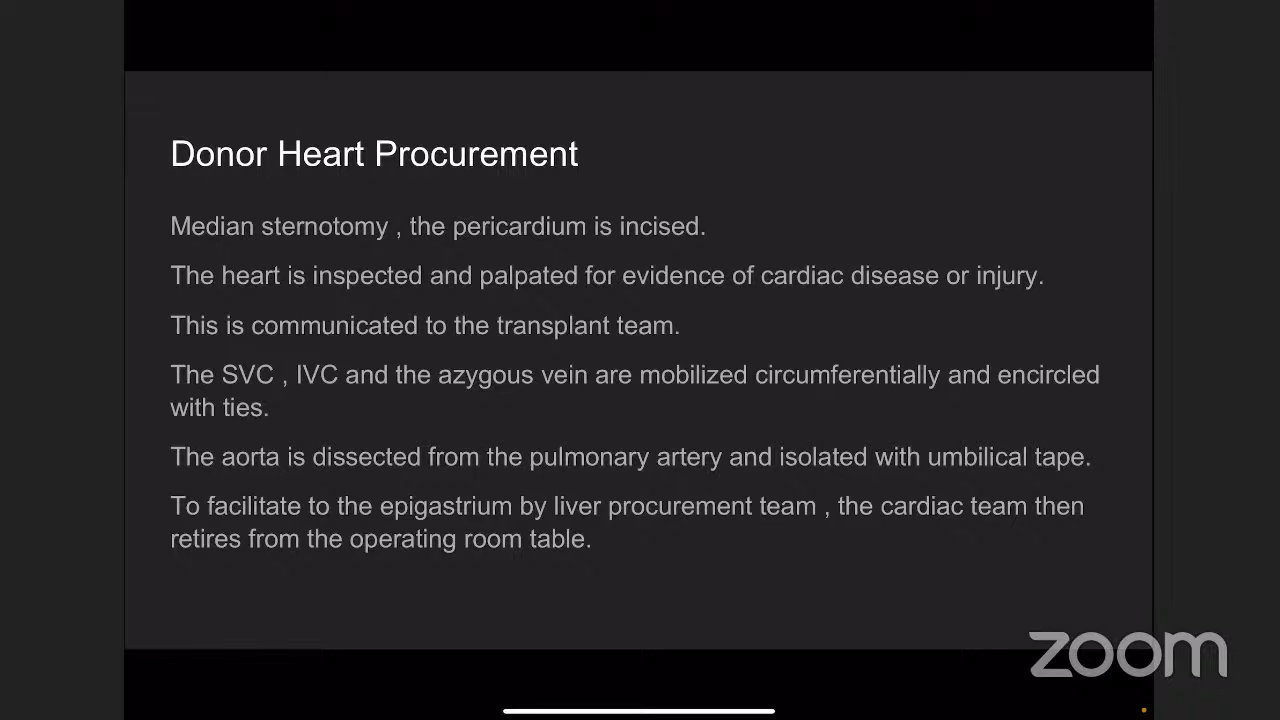 Donor Heart Procurement
Median sternotomy , the pericardium is incised.
The heart is inspected and palpated for evidence of cardiac disease or injury.
This is communicated to the transplant team.
The SVC , IVC and the azygous vein are mobilized circumferentially and encircled
with ties.
The aorta is dissected from the pulmonary artery and isolated with umbilical tape.
To facilitate to the epigastrium by liver procurement team , the cardiac team then
retires from the operating room table.
zoom